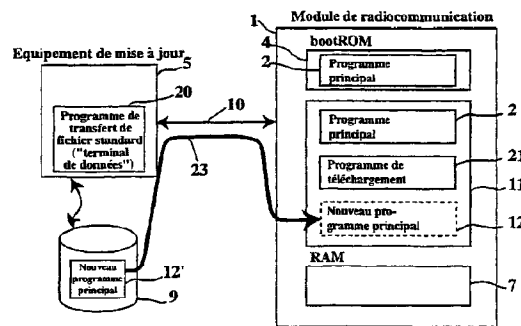 Module de radiocommunication
1
bootROM
4
2
Programme
principal
Equipement de mise à jour
5
20
Programme de
transfert de
fichier standard
("terminal
de données")
10
23
Programme
principal
2
Programme de
téléchargement
21
11
Nouveau pro-
gramme principal
12
RAM
7
Nouveau
programme
principal
12'
9